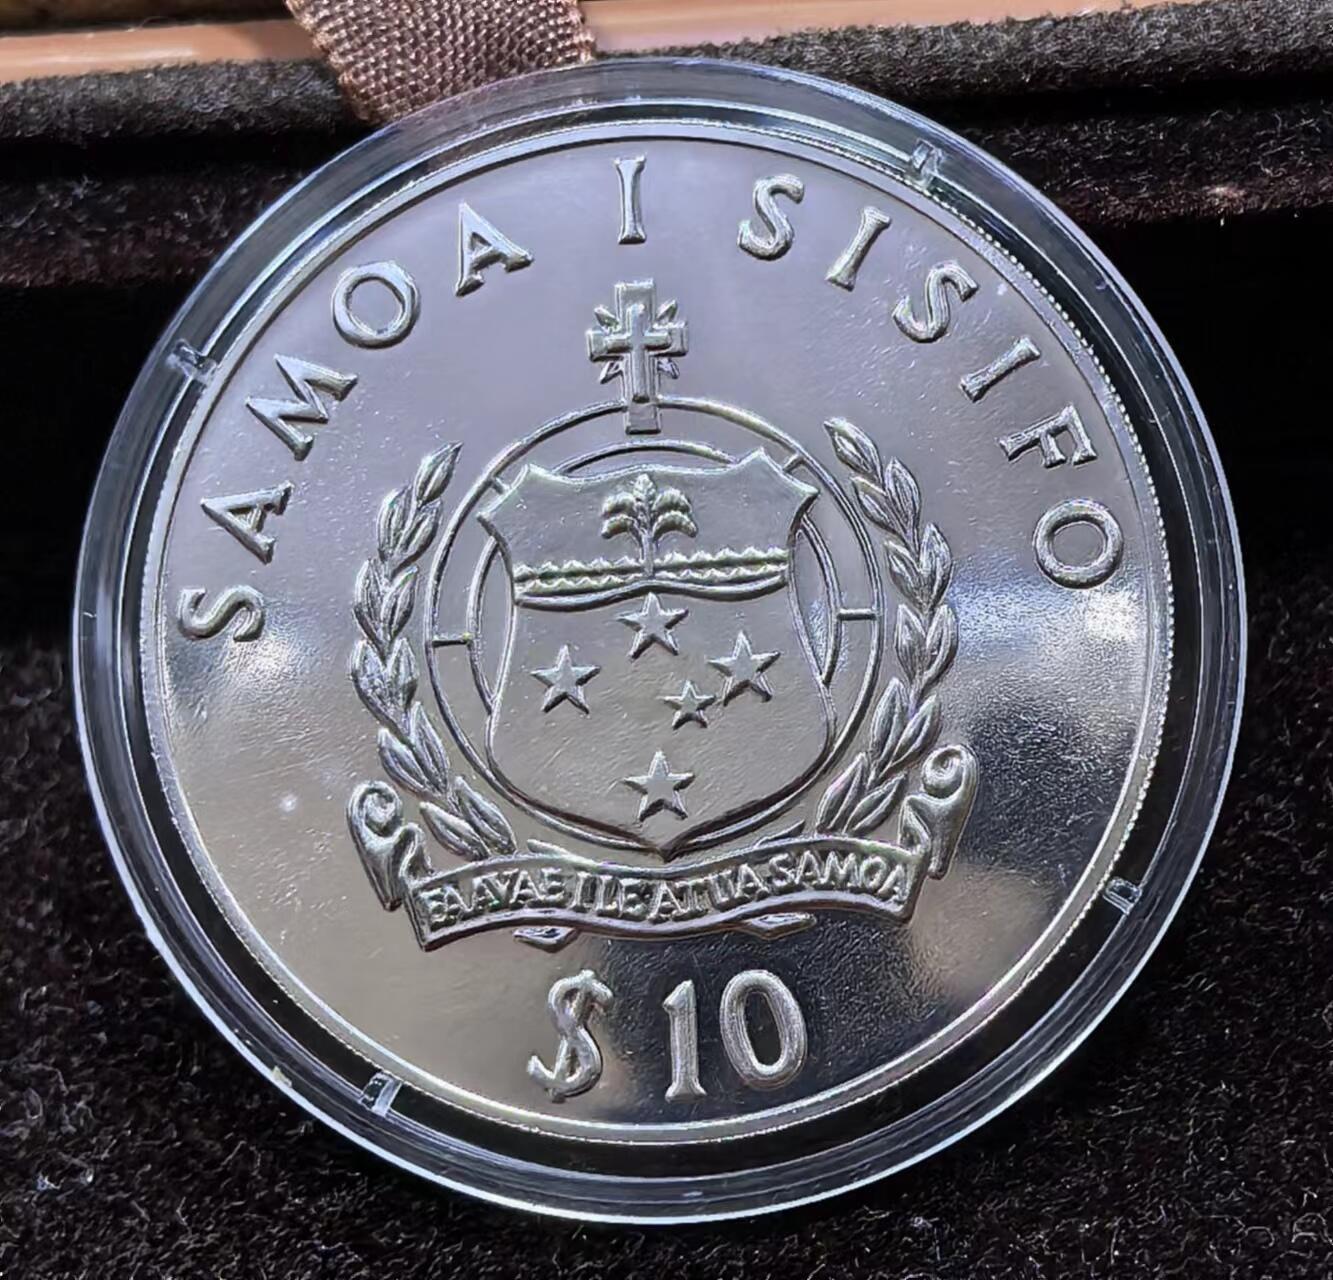 SAMOA I SISIFO
FAAVAE I LE ATUA SAMOA
$10